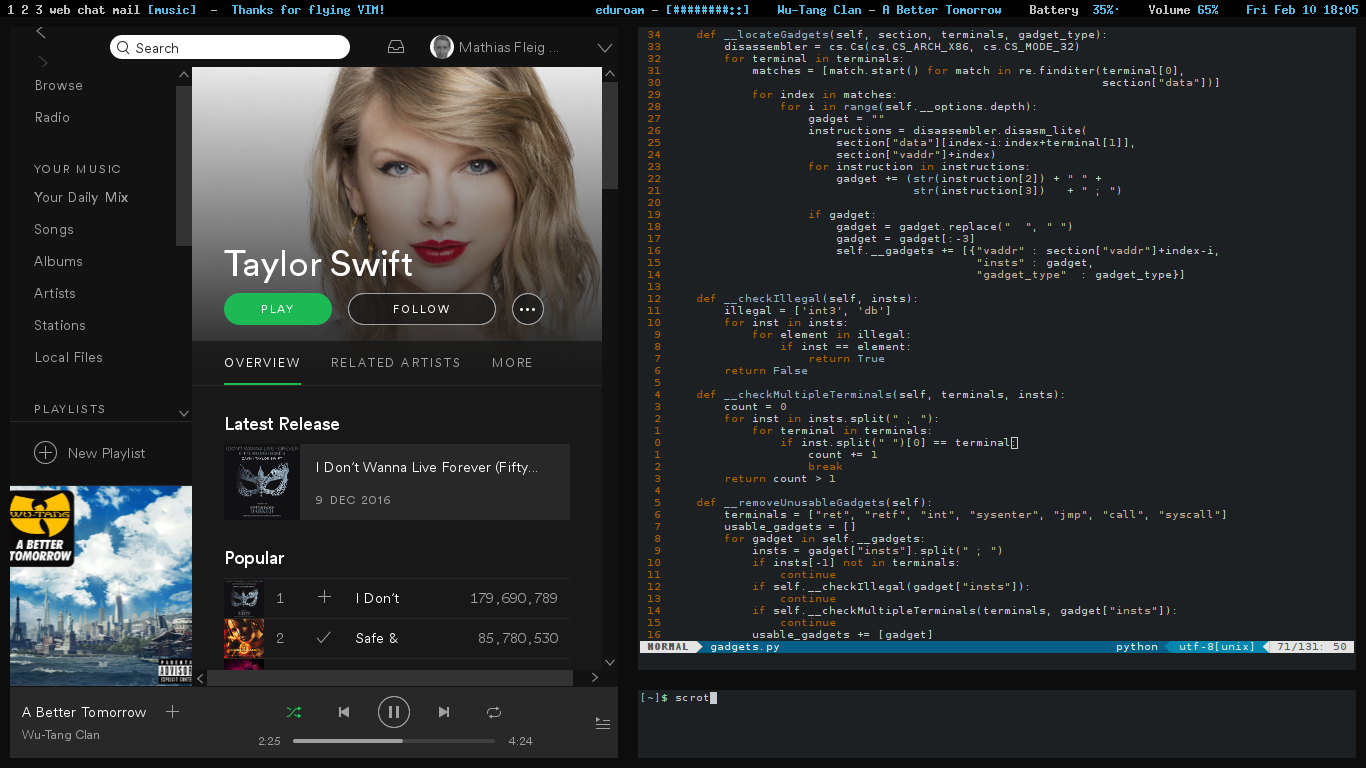 1 2 3 web chat mail [music]  –  Thanks for flying VIM!
eduroam – [########::]    Wu-Tang Clan – A Better Tomorrow    Battery  35%-    Volume 65%    Fri Feb 10 18:05
Search
Mathias Fleig ...
Browse
Radio
YOUR MUSIC
Your Daily Mix
Songs
Albums
Artists
Stations
Local Files
PLAYLISTS
New Playlist
WU-TANG
A BETTER
TOMORROW
Taylor Swift
PLAY
FOLLOW
OVERVIEW
RELATED ARTISTS
MORE
Latest Release
I Don't Wanna Live Forever (Fifty...
9 DEC 2016
Popular
1 I Don't 179,690,789
2 Safe & 85,780,530
A Better Tomorrow
Wu-Tang Clan
2:25
4:24
34     def __locateGadgets(self, section, terminals, gadget_type):
33         disassembler = cs.Cs(cs.CS_ARCH_X86, cs.CS_MODE_32)
32         for terminal in terminals:
31             matches = [match.start() for match in re.finditer(terminal[0],
30                                                               section["data"])]
29             for index in matches:
28                 for i in range(self.__options.depth):
27                     gadget = ""
26                     instructions = disassembler.disasm_lite(
25                         section["data"][index-i:index+terminal[1]],
24                         section["vaddr"]+index)
23                     for instruction in instructions:
22                         gadget += (str(instruction[2]) + " " +
21                                    str(instruction[3])   + " ; ")
20
19                     if gadget:
18                         gadget = gadget.replace("  ", " ")
17                         gadget = gadget[:-3]
16                         self.__gadgets += [{"vaddr" : section["vaddr"]+index-i,
15                                             "insts" : gadget,
14                                             "gadget_type"  : gadget_type}]
13
12     def __checkIllegal(self, insts):
11         illegal = ['int3', 'db']
10         for inst in insts:
9             for element in illegal:
8                 if inst == element:
7                     return True
6         return False
5
4     def __checkMultipleTerminals(self, terminals, insts):
3         count = 0
2         for inst in insts.split(" ; "):
1             for terminal in terminals:
0                 if inst.split(" ")[0] == terminal:
1                     count += 1
2                     break
3         return count > 1
4
5     def __removeUnusableGadgets(self):
6         terminals = ["ret", "retf", "int", "sysenter", "jmp", "call", "syscall"]
7         usable_gadgets = []
8         for gadget in self.__gadgets:
9             insts = gadget["insts"].split(" ; ")
10             if insts[-1] not in terminals:
11                 continue
12             if self.__checkIllegal(gadget["insts"]):
13                 continue
14             if self.__checkMultipleTerminals(terminals, gadget["insts"]):
15                 continue
16             usable_gadgets += [gadget]
NORMAL  gadgets.py    python  utf-8[unix]  71/131: 50
[~]$ scrot